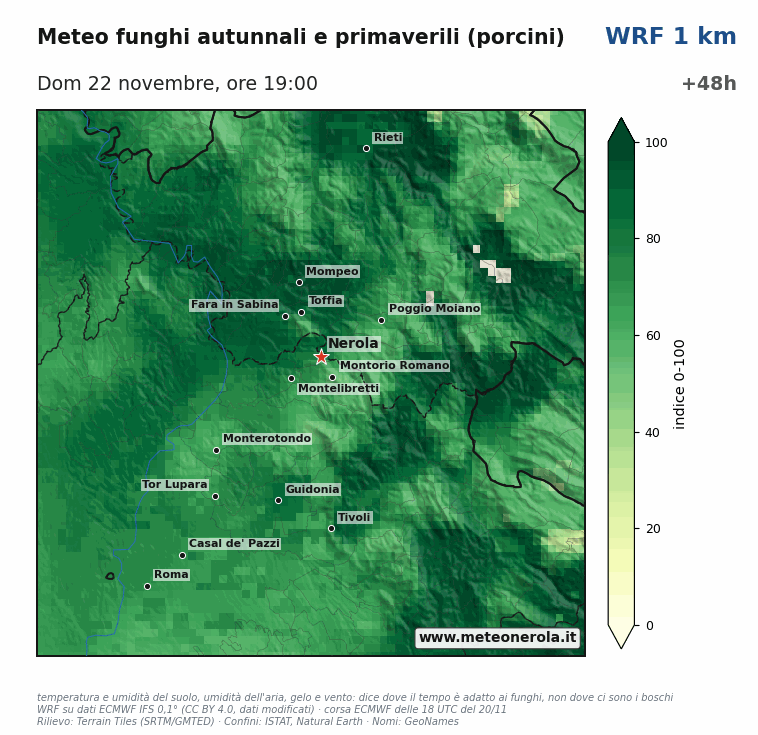 Meteo funghi autunnali e primaverili (porcini)
WRF 1 km
Dom 22 novembre, ore 19:00
+48h
Rieti
Mompeo
Toffia
Fara in Sabina
Poggio Moiano
Nerola
Montorio Romano
Montelibretti
Monterotondo
Tor Lupara
Guidonia
Tivoli
Casal de' Pazzi
Roma
www.meteonerola.it
100
80
60
40
20
0
indice 0-100
temperatura e umidità del suolo, umidità dell'aria, gelo e vento: dice dove il tempo è adatto ai funghi, non dove ci sono i boschi
WRF su dati ECMWF IFS 0,1° (CC BY 4.0, dati modificati) · corsa ECMWF delle 18 UTC del 20/11
Rilievo: Terrain Tiles (SRTM/GMTED) · Confini: ISTAT, Natural Earth · Nomi: GeoNames